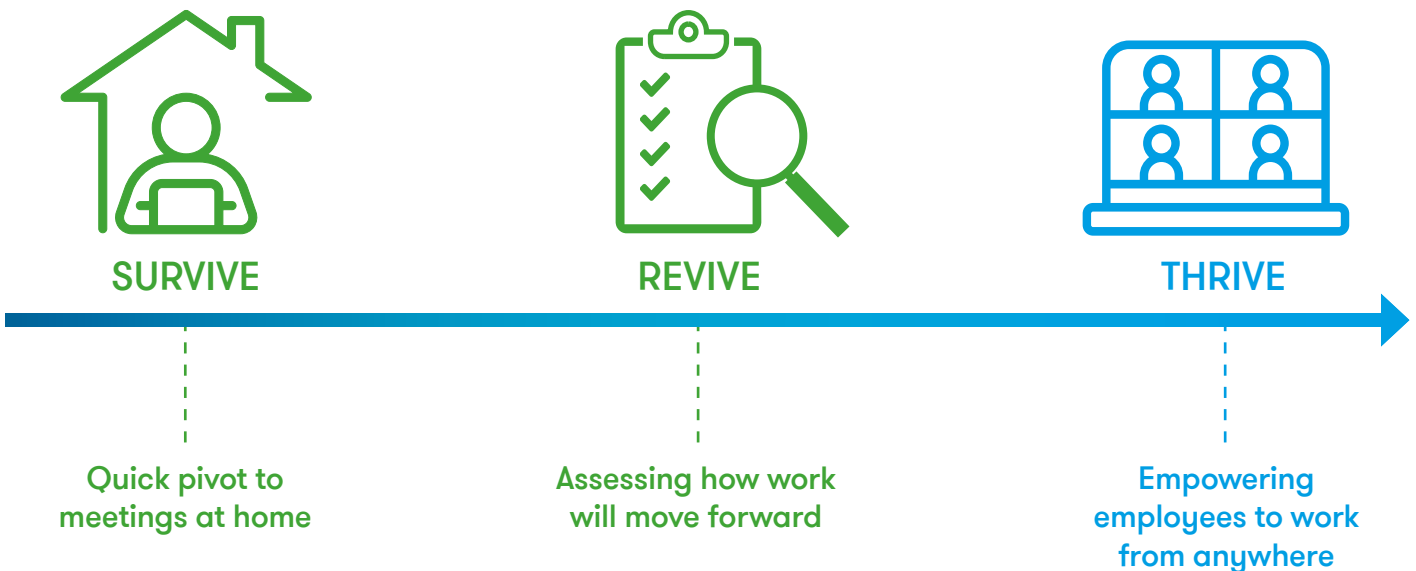 SURVIVE
REVIVE
THRIVE
Quick pivot to
meetings at home
Assessing how work
will move forward
Empowering
employees to work
from anywhere